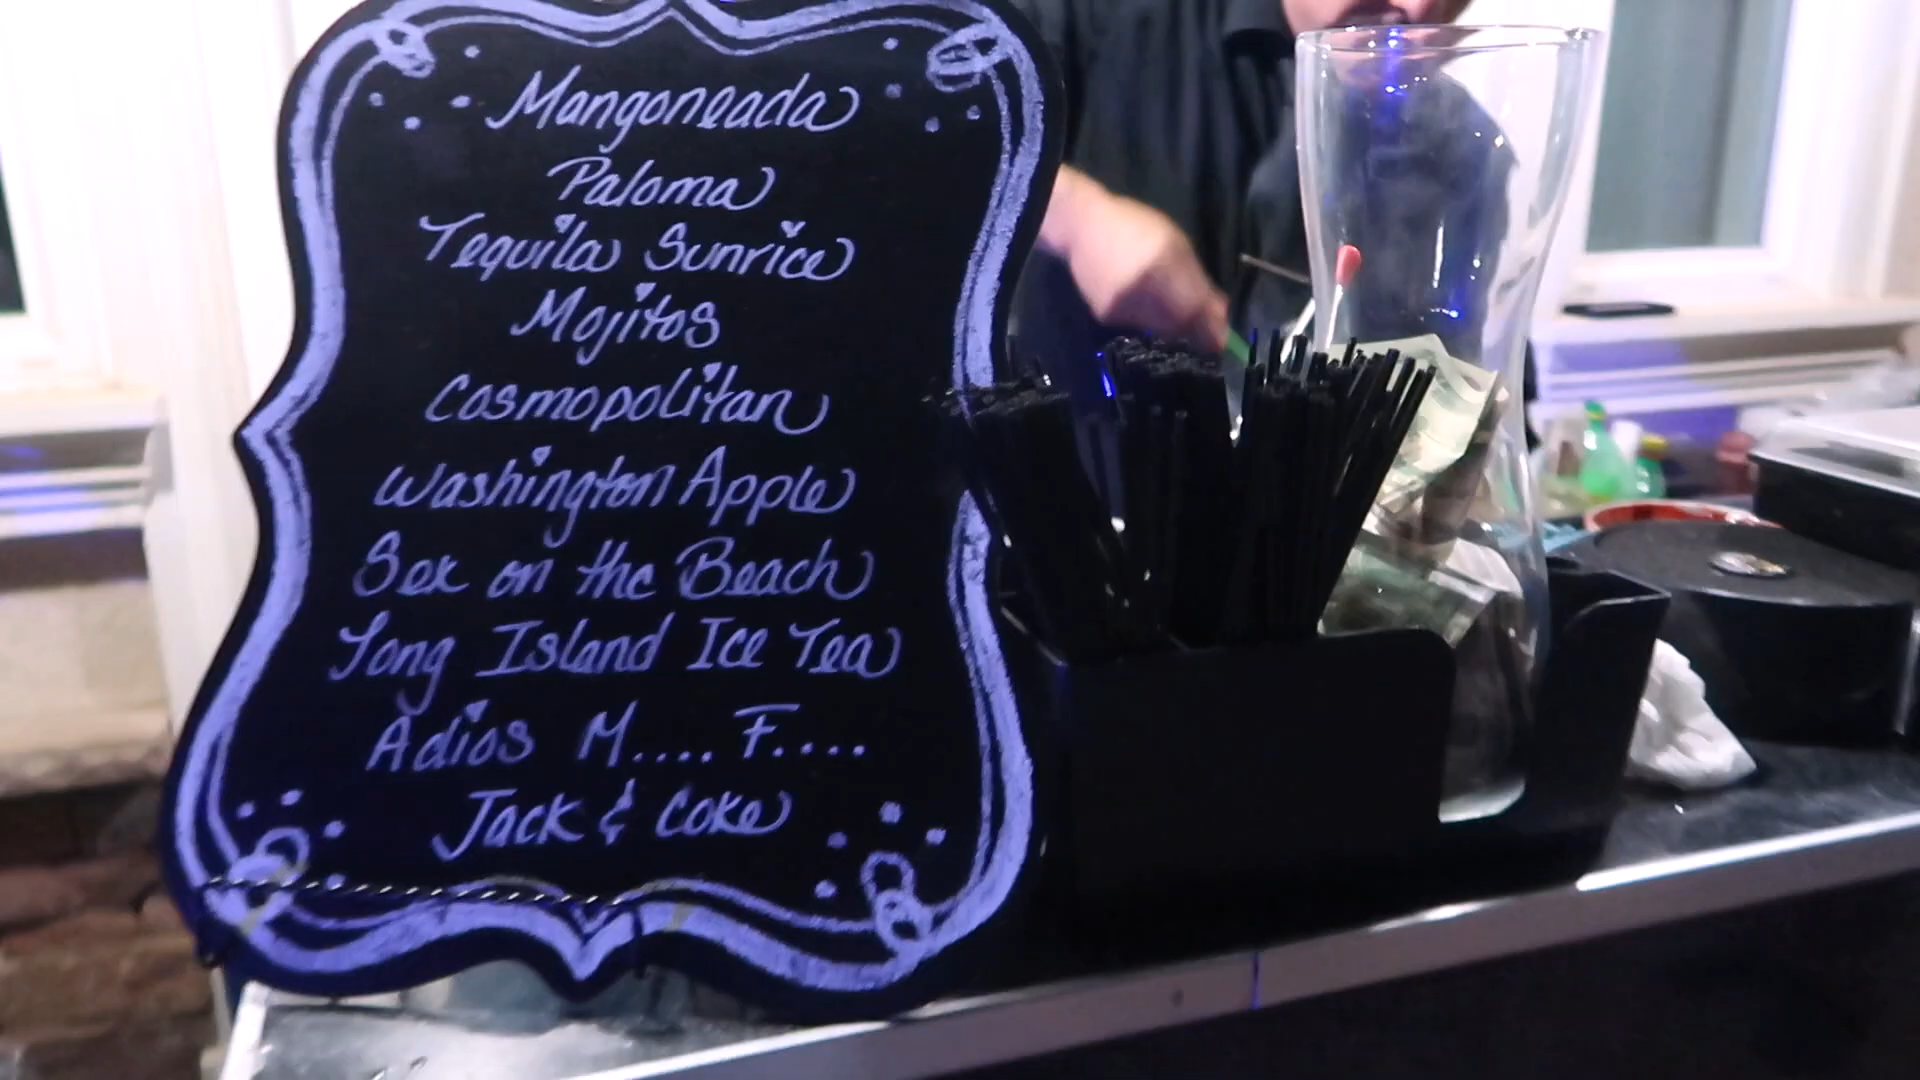 Mangoneada
Paloma
Tequila Sunrice
Mojitos
Cosmopolitan
Washington Apple
Sex on the Beach
Long Island Ice Tea
Adios M.... F....
Jack & Coke